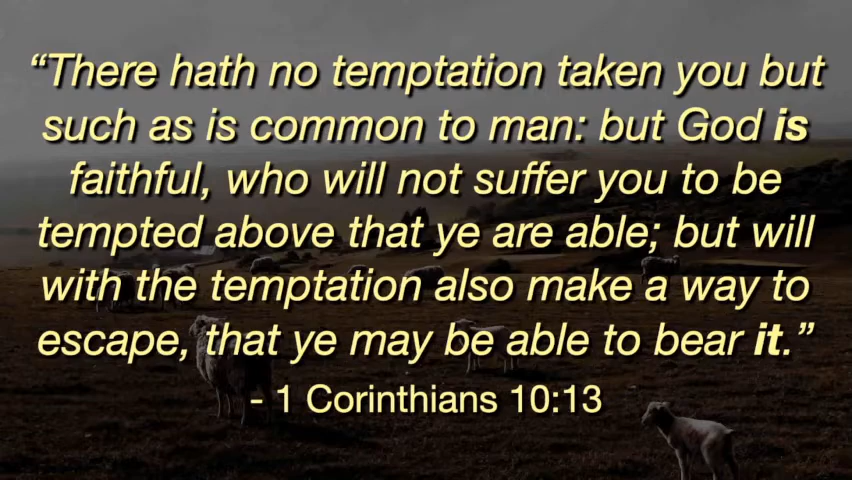 “There hath no temptation taken you but
such as is common to man: but God is
faithful, who will not suffer you to be
tempted above that ye are able; but will
with the temptation also make a way to
escape, that ye may be able to bear it.”
- 1 Corinthians 10:13